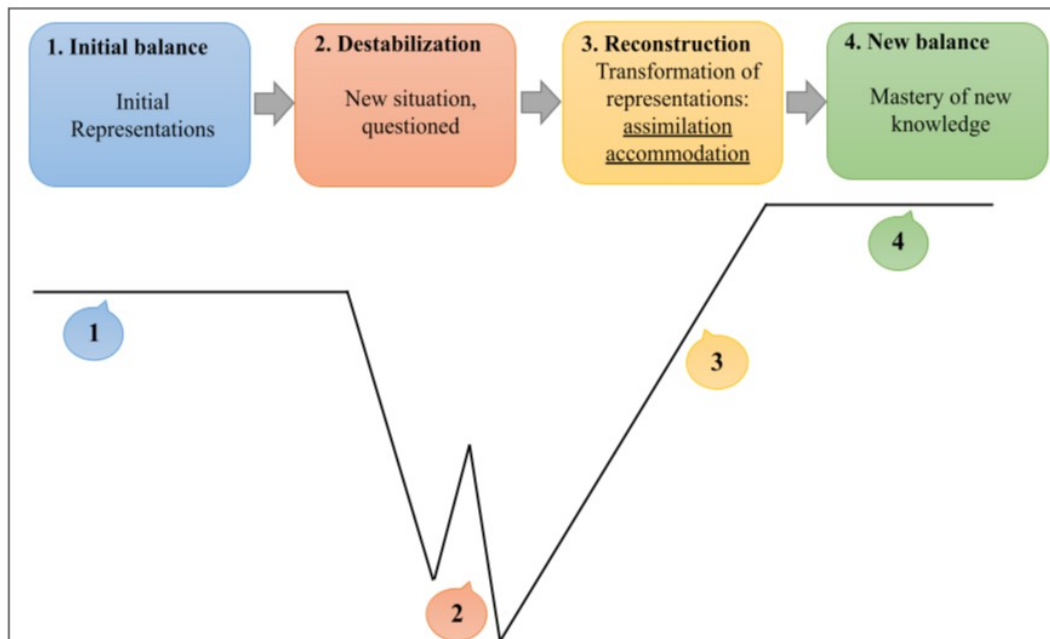 1. Initial balance
Initial
Representations
2. Destabilization
New situation,
questioned
3. Reconstruction
Transformation of
representations:
assimilation
accommodation
4. New balance
Mastery of new
knowledge
4
1
3
2